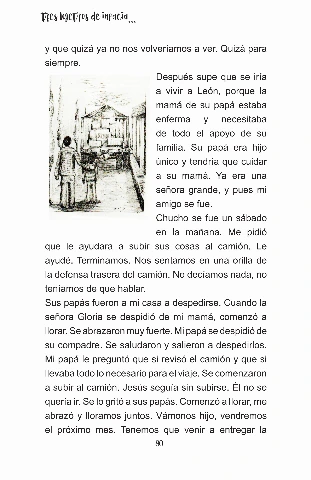 Tres lagartijos de infancia...
y que quizá ya no nos volveríamos a ver. Quizá para
siempre.
Después supe que se iría
a vivir a León, porque la
mamá de su papá estaba
enferma y necesitaba
de todo el apoyo de su
familia. Su papá era hijo
único y tendría que cuidar
a su mamá. Ya era una
señora grande, y pues mi
amigo se fue.
Chucho se fue un sábado
en la mañana. Me pidió
que le ayudara a subir sus cosas al camión. Le
ayudé. Terminamos. Nos sentamos en una orilla de
la defensa trasera del camión. No decíamos nada, no
teníamos de que hablar.
Sus papás fueron a mi casa a despedirse. Cuando la
señora Gloria se despidió de mi mamá, comenzó a
llorar. Se abrazaron muy fuerte. Mi papá se despidió de
su compadre. Se saludaron y salieron a despedirlos.
Mi papá le preguntó que si revisó el camión y que si
llevaba todo lo necesario para el viaje. Se comenzaron
a subir al camión. Jesús seguía sin subirse. Él no se
quería ir. Se lo gritó a sus papás. Comenzó a llorar, me
abrazó y lloramos juntos. Vámonos hijo, vendremos
el próximo mes. Tenemos que venir a entregar la
90